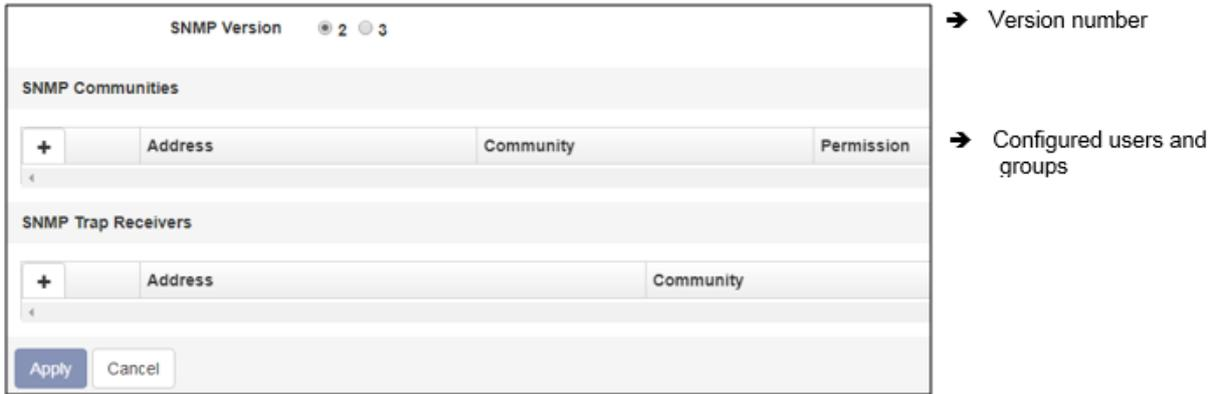 SNMP Version 2 3
➔ Version number
SNMP Communities
+ Address Community Permission
➔ Configured users and
groups
SNMP Trap Receivers
+ Address Community
Apply Cancel